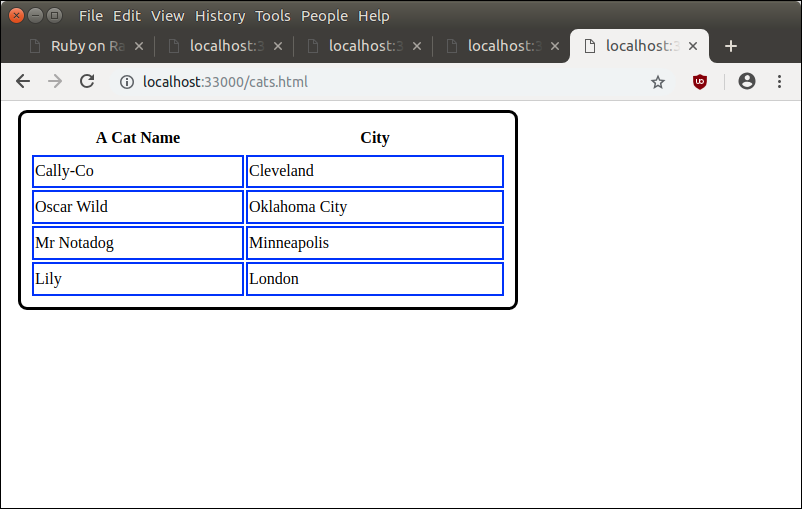 File Edit View History Tools People Help
Ruby on Ra localhost:3 localhost:3 localhost:3 localhost:3
localhost:33000/cats.html
A Cat Name City
Cally-Co Cleveland
Oscar Wild Oklahoma City
Mr Notadog Minneapolis
Lily London